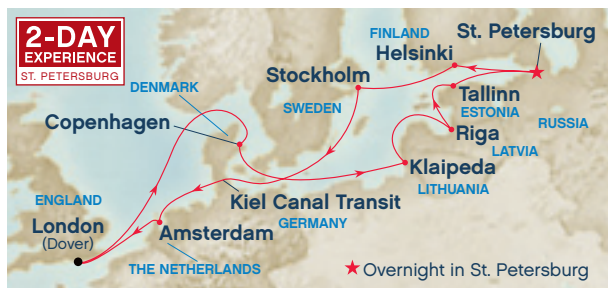 2-DAY
EXPERIENCE
ST. PETERSBURG
FINLAND
St. Petersburg
Helsinki
Stockholm
DENMARK
Tallinn
SWEDEN
ESTONIA
Copenhagen
RUSSIA
Riga
LATVIA
Klaipeda
LITHUANIA
ENGLAND
Kiel Canal Transit
GERMANY
London
(Dover)
Amsterdam
THE NETHERLANDS
Overnight in St. Petersburg